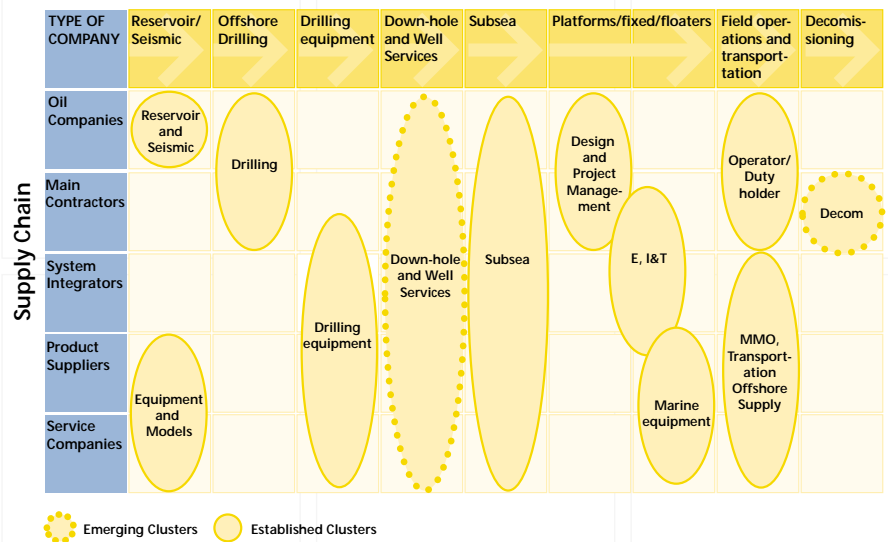 TYPE OF
COMPANY
Reservoir/
Seismic
Offshore
Drilling
Drilling
equipment
Down-hole
and Well
Services
Subsea
Platforms/fixed/floaters
Field oper-
ations and
transport-
tation
Decomis-
sioning
Supply Chain
Oil
Companies
Main
Contractors
System
Integrators
Product
Suppliers
Service
Companies
Reservoir
and
Seismic
Drilling
Design
and
Project
Manage-
ment
Operator/
Duty
holder
Decom
Down-hole
and Well
Services
Subsea
E, I&T
Drilling
equipment
MMO,
Transport-
ation
Offshore
Supply
Equipment
and
Models
Marine
equipment
Emerging Clusters
Established Clusters